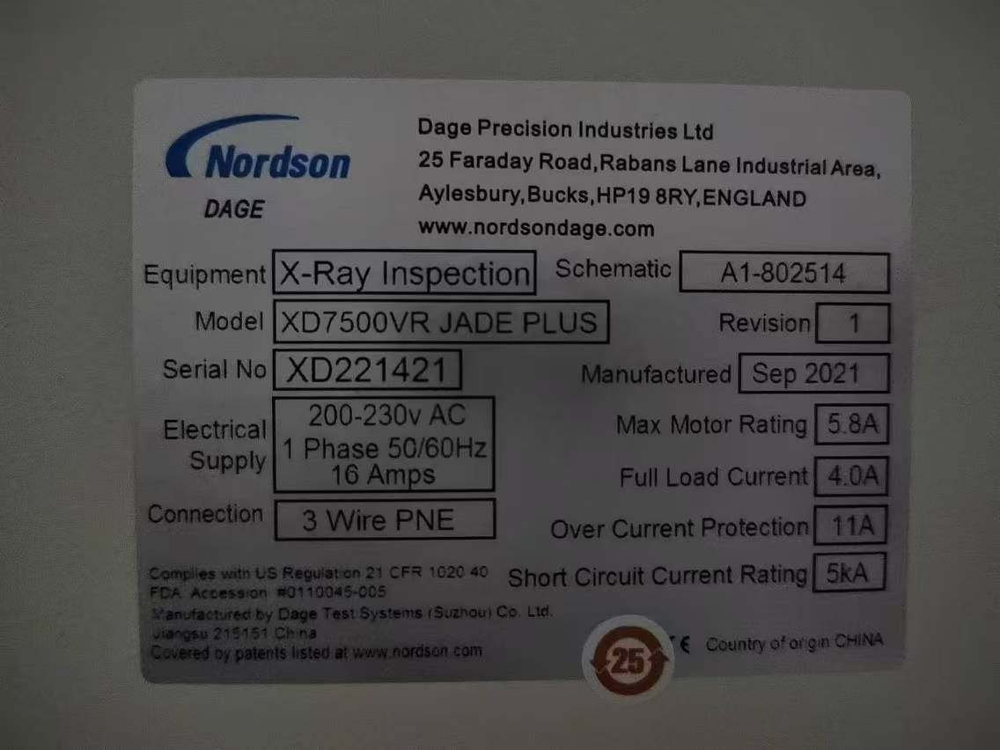 Nordson
DAGE
Dage Precision Industries Ltd
25 Faraday Road,Rabans Lane Industrial Area,
Aylesbury,Bucks,HP19 8RY,ENGLAND
www.nordsondage.com
Equipment X-Ray Inspection
Schematic A1-802514
Model XD7500VR JADE PLUS
Revision 1
Serial No XD221421
Manufactured Sep 2021
Electrical Supply
200-230v AC
1 Phase 50/60Hz
16 Amps
Max Motor Rating 5.8A
Full Load Current 4.0A
Connection 3 Wire PNE
Over Current Protection 11A
Short Circuit Current Rating 5kA
Complies with US Regulation 21 CFR 1020 40
FDA Accession #0110045-005
Manufactured by Dage Test Systems (Suzhou) Co. Ltd.
Jiangsu 215151 China
Covered by patents listed at www.nordson.com
25
CE Country of origin CHINA